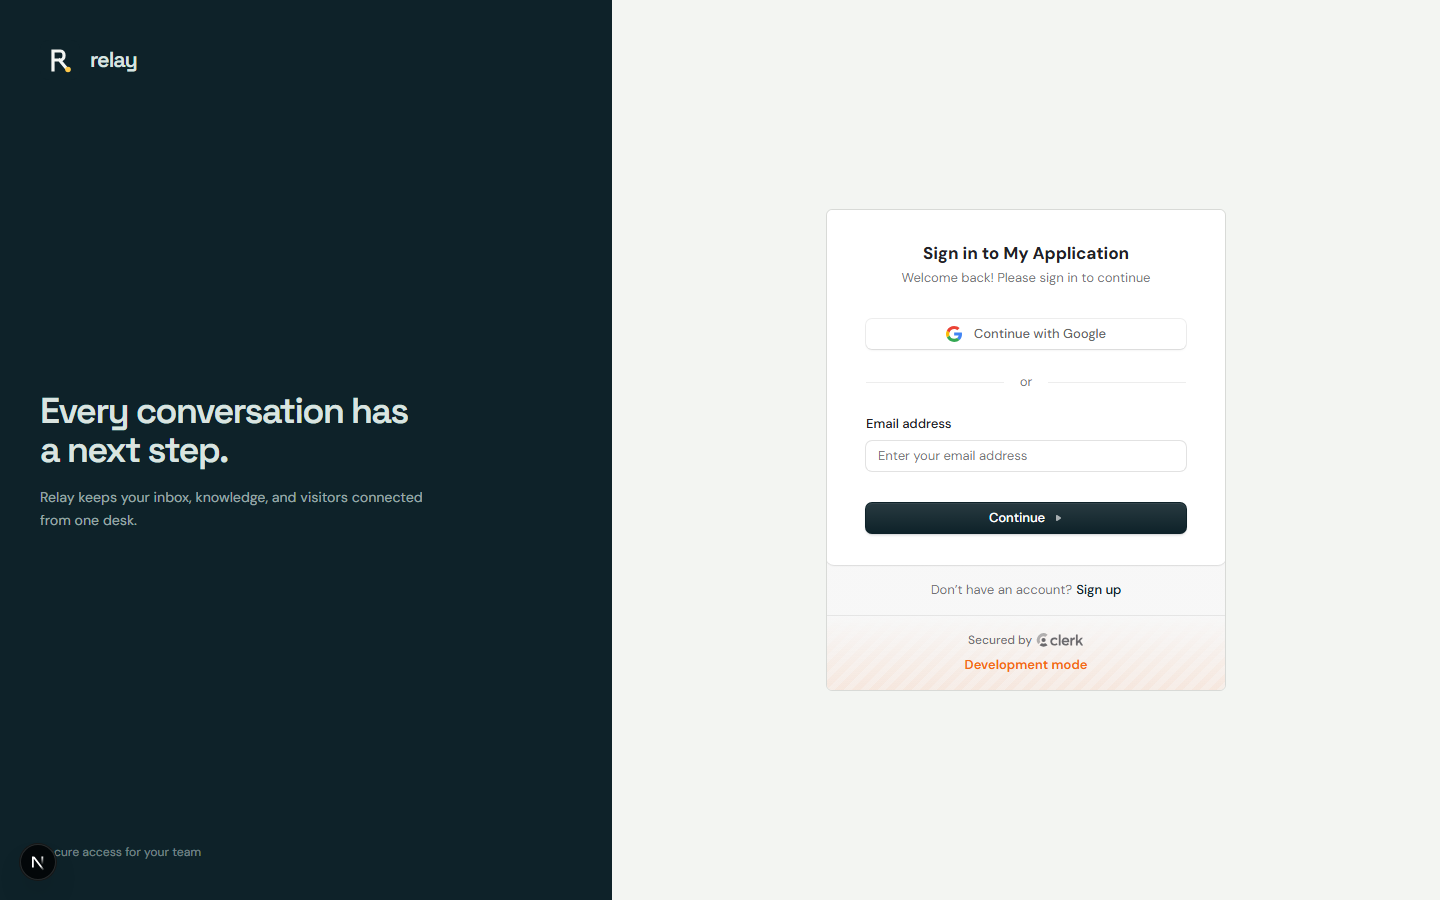 R. relay
Every conversation has
a next step.
Relay keeps your inbox, knowledge, and visitors connected
from one desk.
cure access for your team
N
Sign in to My Application
Welcome back! Please sign in to continue
Continue with Google
or
Email address
Enter your email address
Continue
Don’t have an account? Sign up
Secured by clerk
Development mode